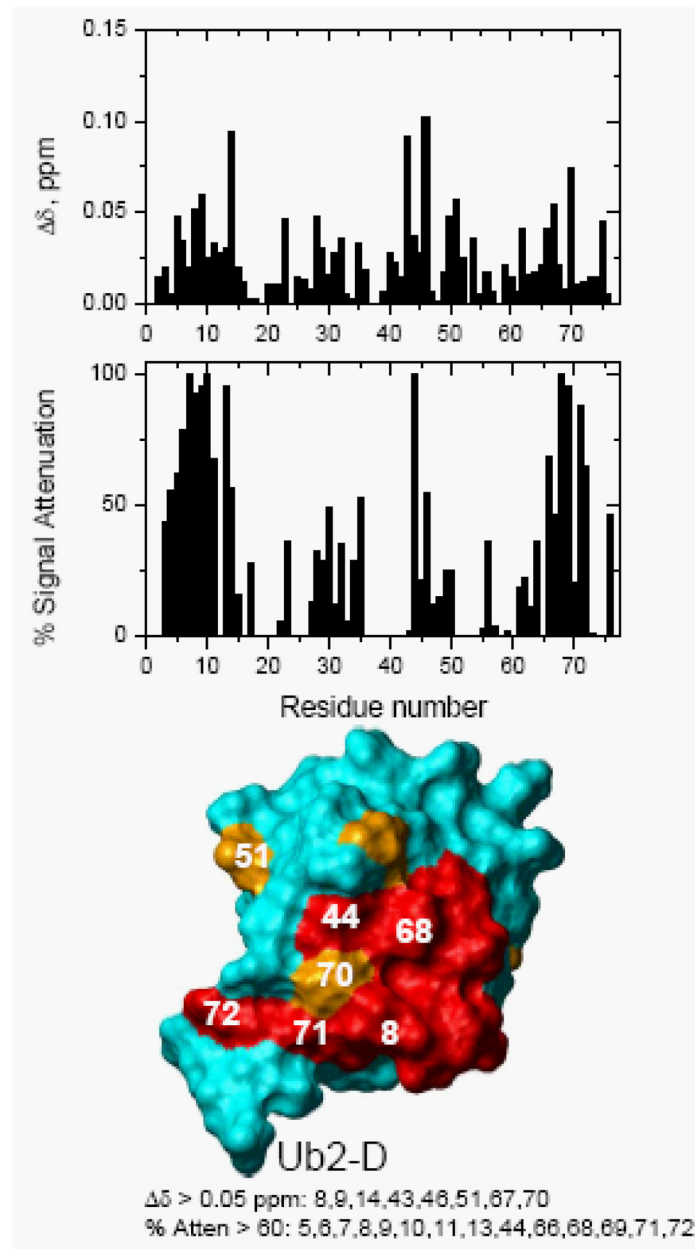 0.15
0.10
0.05
0.00
Δδ, ppm
0 10 20 30 40 50 60 70
100
50
0
% Signal Attenuation
0 10 20 30 40 50 60 70
Residue number
51
44
68
70
72
71
8
Ub2-D
Δδ > 0.05 ppm: 8,9,14,43,46,51,67,70
% Atten > 60: 5,6,7,8,9,10,11,13,44,66,68,69,71,72